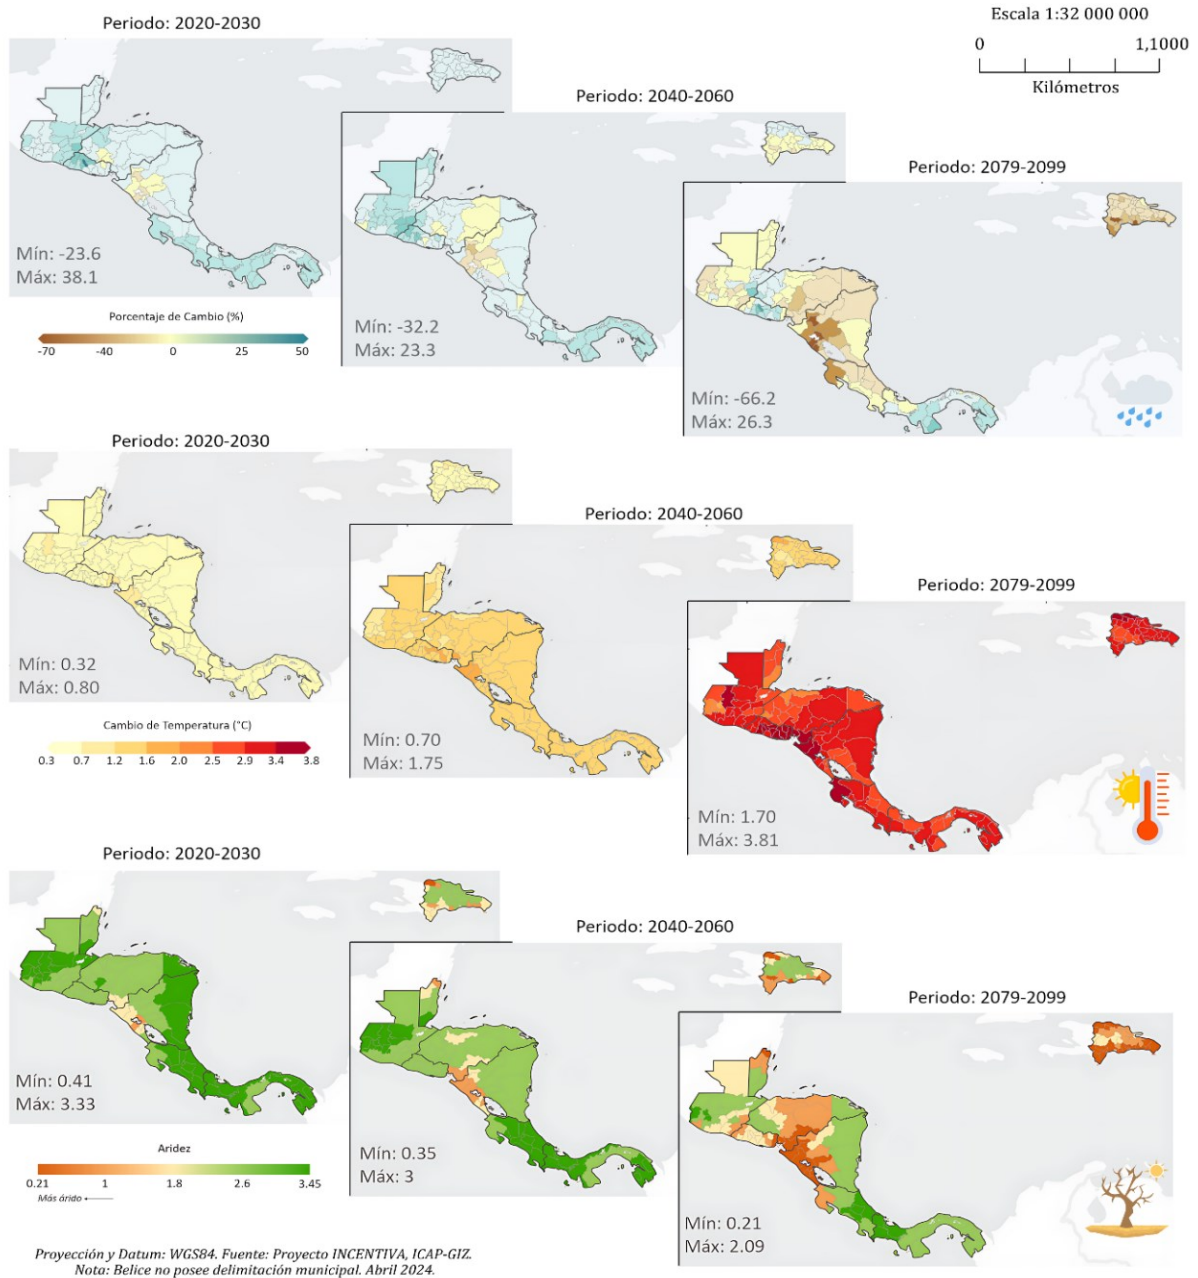 Periodo: 2020-2030
Escala 1:32 000 000
0 1,1000
Kilómetros
Periodo: 2040-2060
Periodo: 2079-2099
Mín: -23.6
Máx: 38.1
Porcentaje de Cambio (%)
-70 -40 0 25 50
Mín: -32.2
Máx: 23.3
Mín: -66.2
Máx: 26.3
Periodo: 2020-2030
Periodo: 2040-2060
Periodo: 2079-2099
Mín: 0.32
Máx: 0.80
Cambio de Temperatura (°C)
0.3 0.7 1.2 1.6 2.0 2.5 2.9 3.4 3.8
Mín: 0.70
Máx: 1.75
Mín: 1.70
Máx: 3.81
Periodo: 2020-2030
Periodo: 2040-2060
Periodo: 2079-2099
Mín: 0.41
Máx: 3.33
Aridez
0.21 1 1.8 2.6 3.45
Más árido
Mín: 0.35
Máx: 3
Mín: 0.21
Máx: 2.09
Proyección y Datum: WGS84. Fuente: Proyecto INCENTIVA, ICAP-GIZ.
Nota: Belice no posee delimitación municipal. Abril 2024.